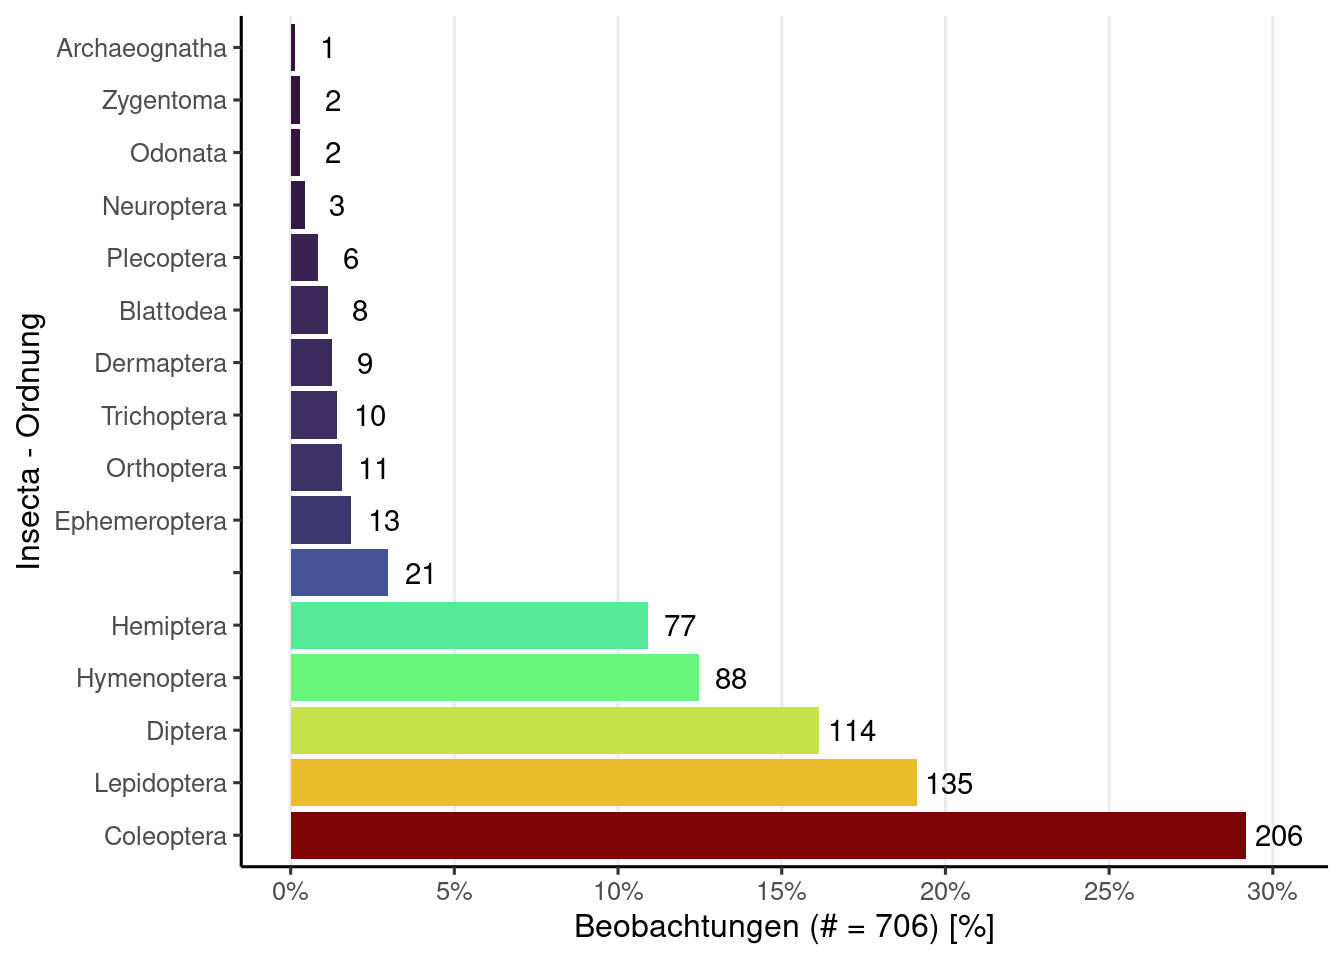 Insecta - Ordnung
Archaeognatha 1
Zygentoma 2
Odonata 2
Neuroptera 3
Plecoptera 6
Blattodea 8
Dermaptera 9
Trichoptera 10
Orthoptera 11
Ephemeroptera 13
21
Hemiptera 77
Hymenoptera 88
Diptera 114
Lepidoptera 135
Coleoptera 206
0% 5% 10% 15% 20% 25% 30%
Beobachtungen (# = 706) [%]